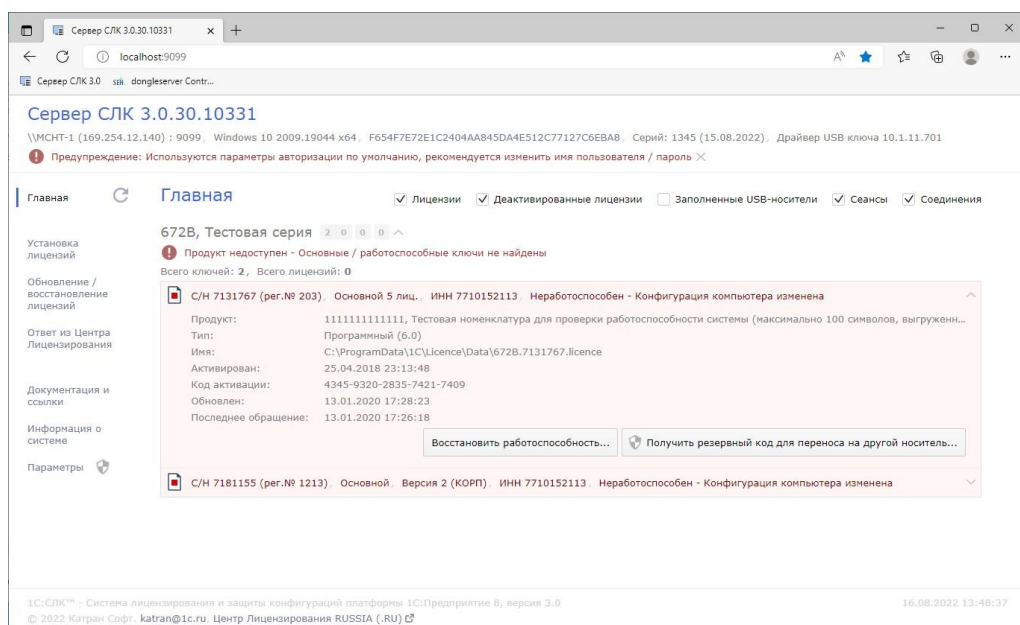 Сервер СЛК 3.0.30.10331
localhost:9099
Сервер СЛК 3.0 SEH dongleserver Contr...
Сервер СЛК 3.0.30.10331
\\MCHT-1 (169.254.12.140) : 9099, Windows 10 2009.19044 x64, F654F7E72E1C2404AA845DA4E512C77127C6EBA8, Серий: 1345 (15.08.2022), Драйвер USB ключа 10.1.11.701
Предупреждение: Используются параметры авторизации по умолчанию, рекомендуется изменить имя пользователя / пароль
Главная
Установка
лицензий
Обновление /
восстановление
лицензий
Ответ из Центра
Лицензирования
Документация и
ссылки
Информация о
системе
Параметры
Главная
Лицензии Деактивированные лицензии Заполненные USB-носители Сеансы Соединения
672B, Тестовая серия 2 0 0 0
Продукт недоступен - Основные / работоспособные ключи не найдены
Всего ключей: 2, Всего лицензий: 0
С/Н 7131767 (рег.№ 203), Основной 5 лиц., ИНН 7710152113, Неработоспособен - Конфигурация компьютера изменена
Продукт: 1111111111111, Тестовая номенклатура для проверки работоспособности системы (максимально 100 символов, выгруженн...
Тип: Программный (6.0)
Имя: C:\ProgramData\1C\Licence\Data\672B.7131767.licence
Активирован: 25.04.2018 23:13:48
Код активации: 4345-9320-2835-7421-7409
Обновлен: 13.01.2020 17:28:23
Последнее обращение: 13.01.2020 17:26:18
Восстановить работоспособность... Получить резервный код для переноса на другой носитель...
С/Н 7181155 (рег.№ 1213), Основной, Версия 2 (КОРП), ИНН 7710152113, Неработоспособен - Конфигурация компьютера изменена
1С:СЛК™ - Система лицензирования и защиты конфигураций платформы 1С:Предприятие 8, версия 3.0 16.08.2022 13:48:37
© 2022 Катран Софт. katran@1c.ru, Центр Лицензирования RUSSIA (.RU)